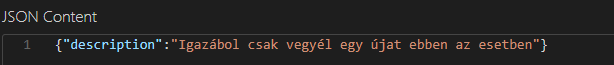 JSON Content
1 {"description":"Igazából csak vegyél egy újat ebben az esetben"}